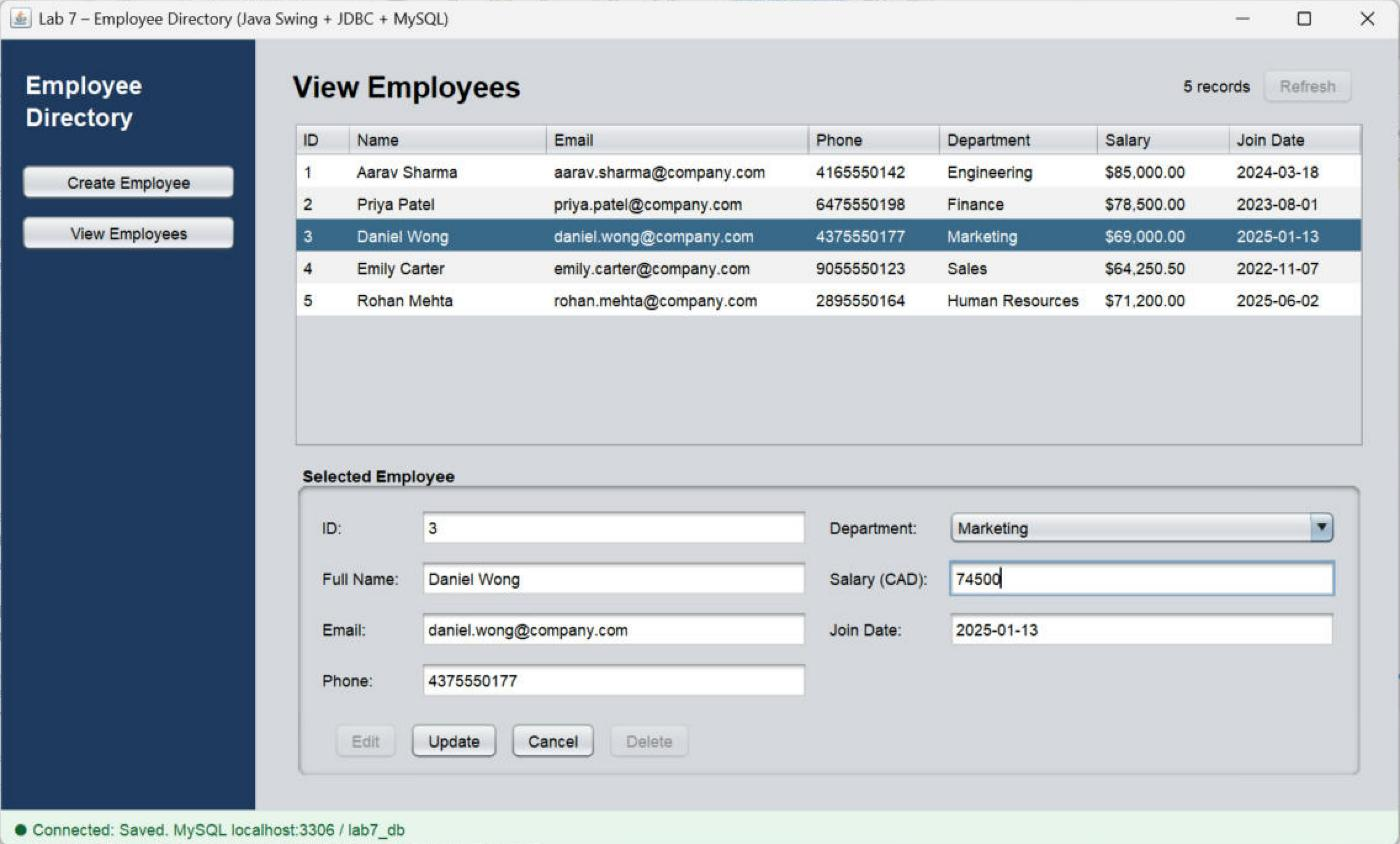 Lab 7 – Employee Directory (Java Swing + JDBC + MySQL)
Employee
Directory
Create Employee
View Employees
View Employees
5 records Refresh
ID Name Email Phone Department Salary Join Date
1 Aarav Sharma aarav.sharma@company.com 4165550142 Engineering $85,000.00 2024-03-18
2 Priya Patel priya.patel@company.com 6475550198 Finance $78,500.00 2023-08-01
3 Daniel Wong daniel.wong@company.com 4375550177 Marketing $69,000.00 2025-01-13
4 Emily Carter emily.carter@company.com 9055550123 Sales $64,250.50 2022-11-07
5 Rohan Mehta rohan.mehta@company.com 2895550164 Human Resources $71,200.00 2025-06-02
Selected Employee
ID: 3 Department: Marketing
Full Name: Daniel Wong Salary (CAD): 74500
Email: daniel.wong@company.com Join Date: 2025-01-13
Phone: 4375550177
Edit Update Cancel Delete
Connected: Saved. MySQL localhost:3306 / lab7_db